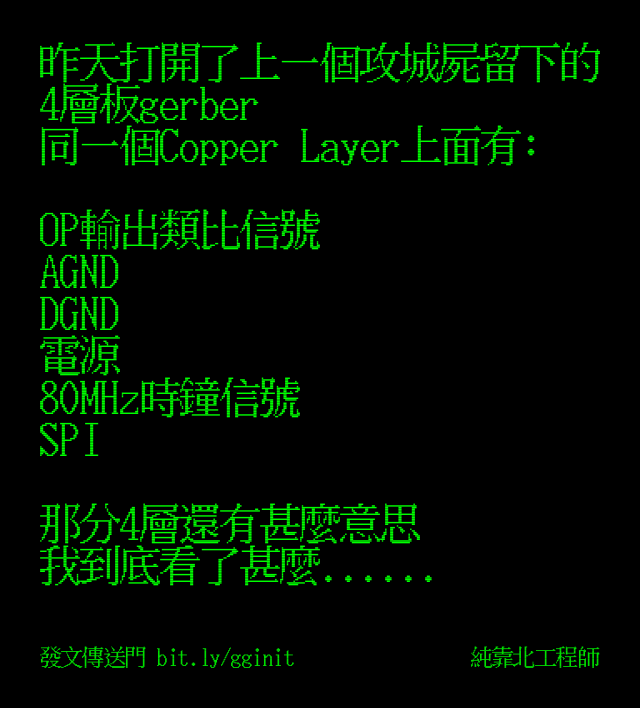 昨天打開了上一個攻城屍留下的
4層板gerber
同一個Copper Layer上面有:
OP輸出類比信號
AGND
DGND
電源
80MHz時鐘信號
SPI
那分4層還有甚麼意思
我到底看了甚麼......
發文傳送門 bit.ly/gginit
純靠北工程師